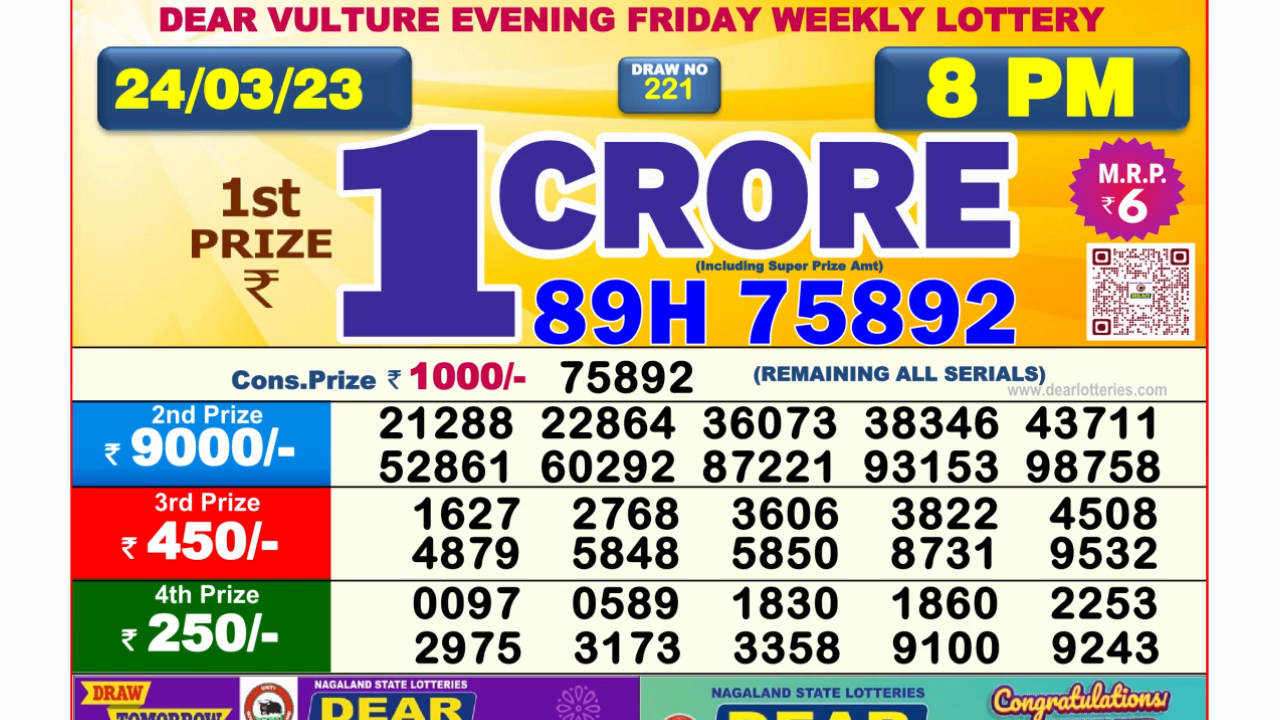 DEAR VULTURE EVENING FRIDAY WEEKLY LOTTERY
24/03/23
DRAW NO
221
8 PM
1st
PRIZE
₹
1 CRORE
(Including Super Prize Amt)
89H 75892
M.R.P.
₹ 6
Cons.Prize ₹ 1000/- 75892 (REMAINING ALL SERIALS)
www.dearlotteries.com
2nd Prize
₹ 9000/-
21288 22864 36073 38346 43711
52861 60292 87221 93153 98758
3rd Prize
₹ 450/-
1627 2768 3606 3822 4508
4879 5848 5850 8731 9532
4th Prize
₹ 250/-
0097 0589 1830 1860 2253
2975 3173 3358 9100 9243
DRAW
TOMORROW
NAGALAND STATE LOTTERIES
DEAR
NAGALAND STATE LOTTERIES
DEAR
Congratulations!